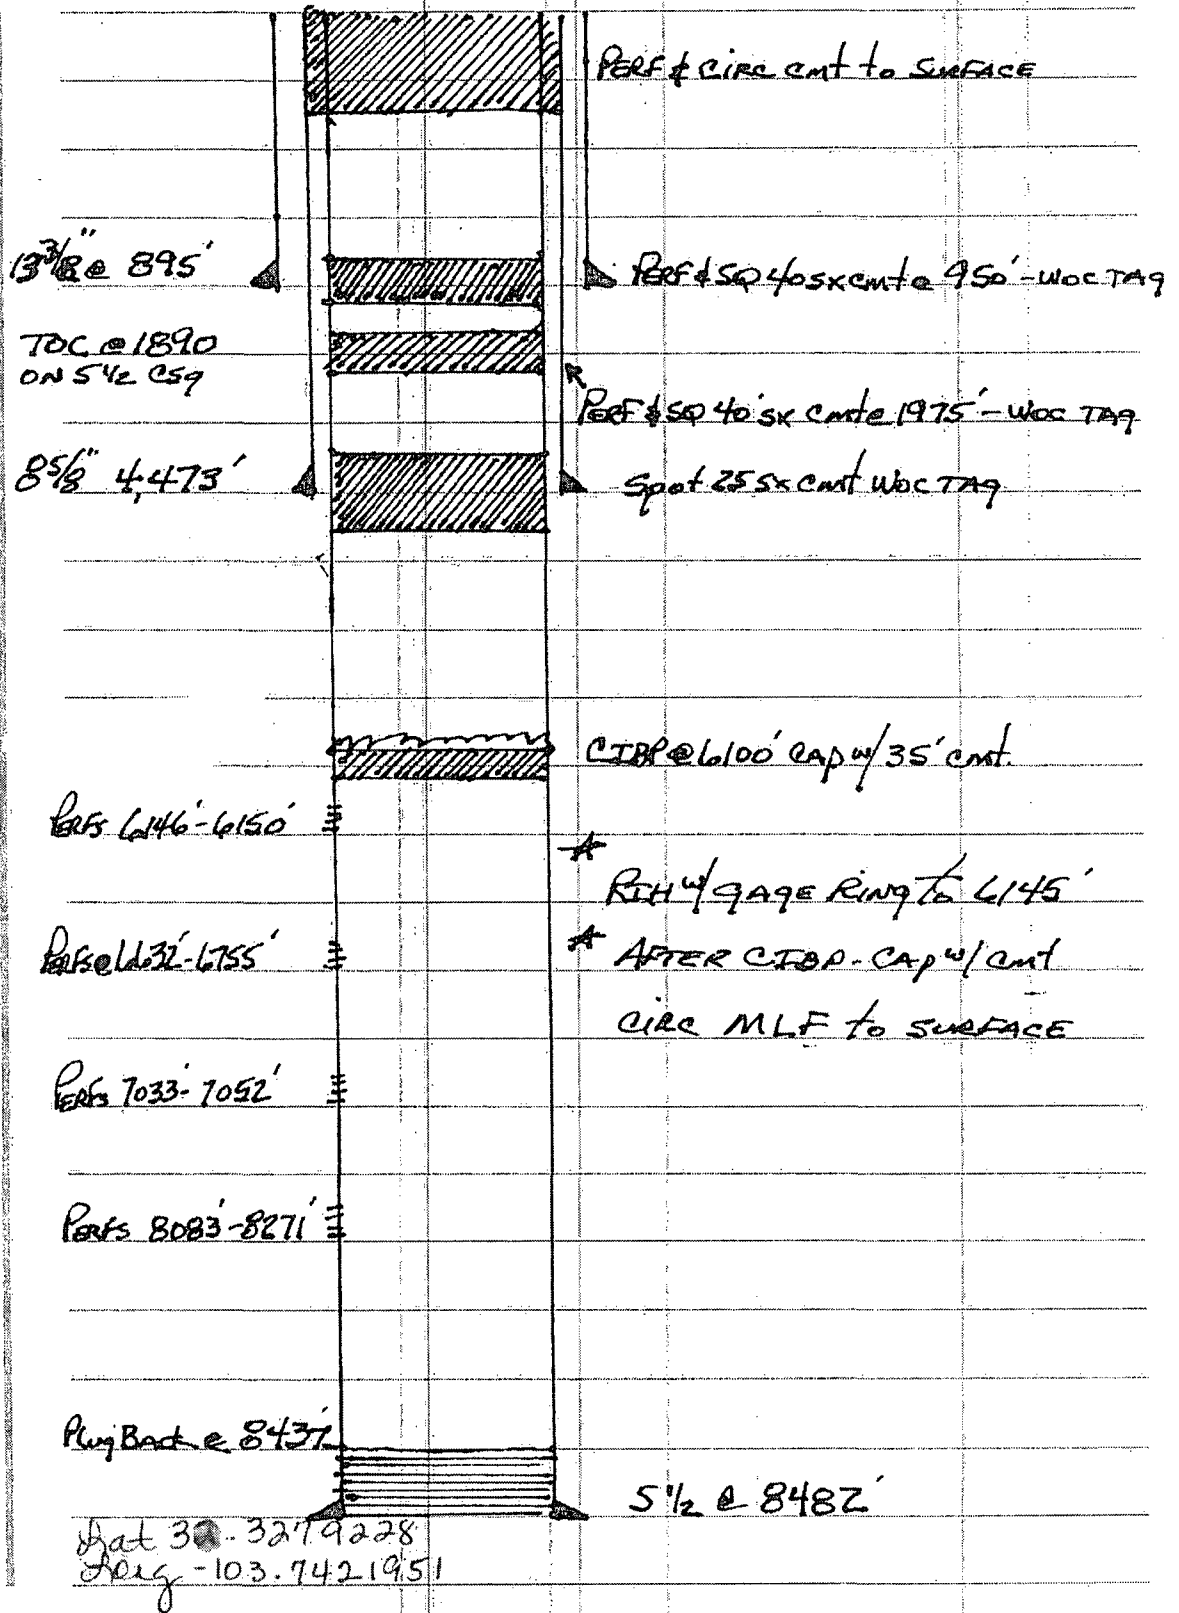 PERF & CIRC cmt to SURFACE
13 3/8" @ 895'
PERF & SQ 40 sx cmt @ 950' - WOC TAG
TOC @ 1890
ON 5 1/2 CSG
PERF & SQ 40 sx cmt @ 1975' - WOC TAG
8 5/8" 4,473'
Spot 25 sx cmt WOC TAG
CIBP @ 6100' CAP w/ 35' cmt.
PERFS 6146'-6150'
RIH w/ GAGE RING To 6145'
PERFS @ 6632'-6755'
AFTER CIBP - CAP w/ cmt
CIRC MLF to SURFACE
PERFS 7033'-7052'
PERFS 8083'-8271'
Plug Back @ 8437'
5 1/2 @ 8482'
Lat 32.3279228
Long -103.7421951